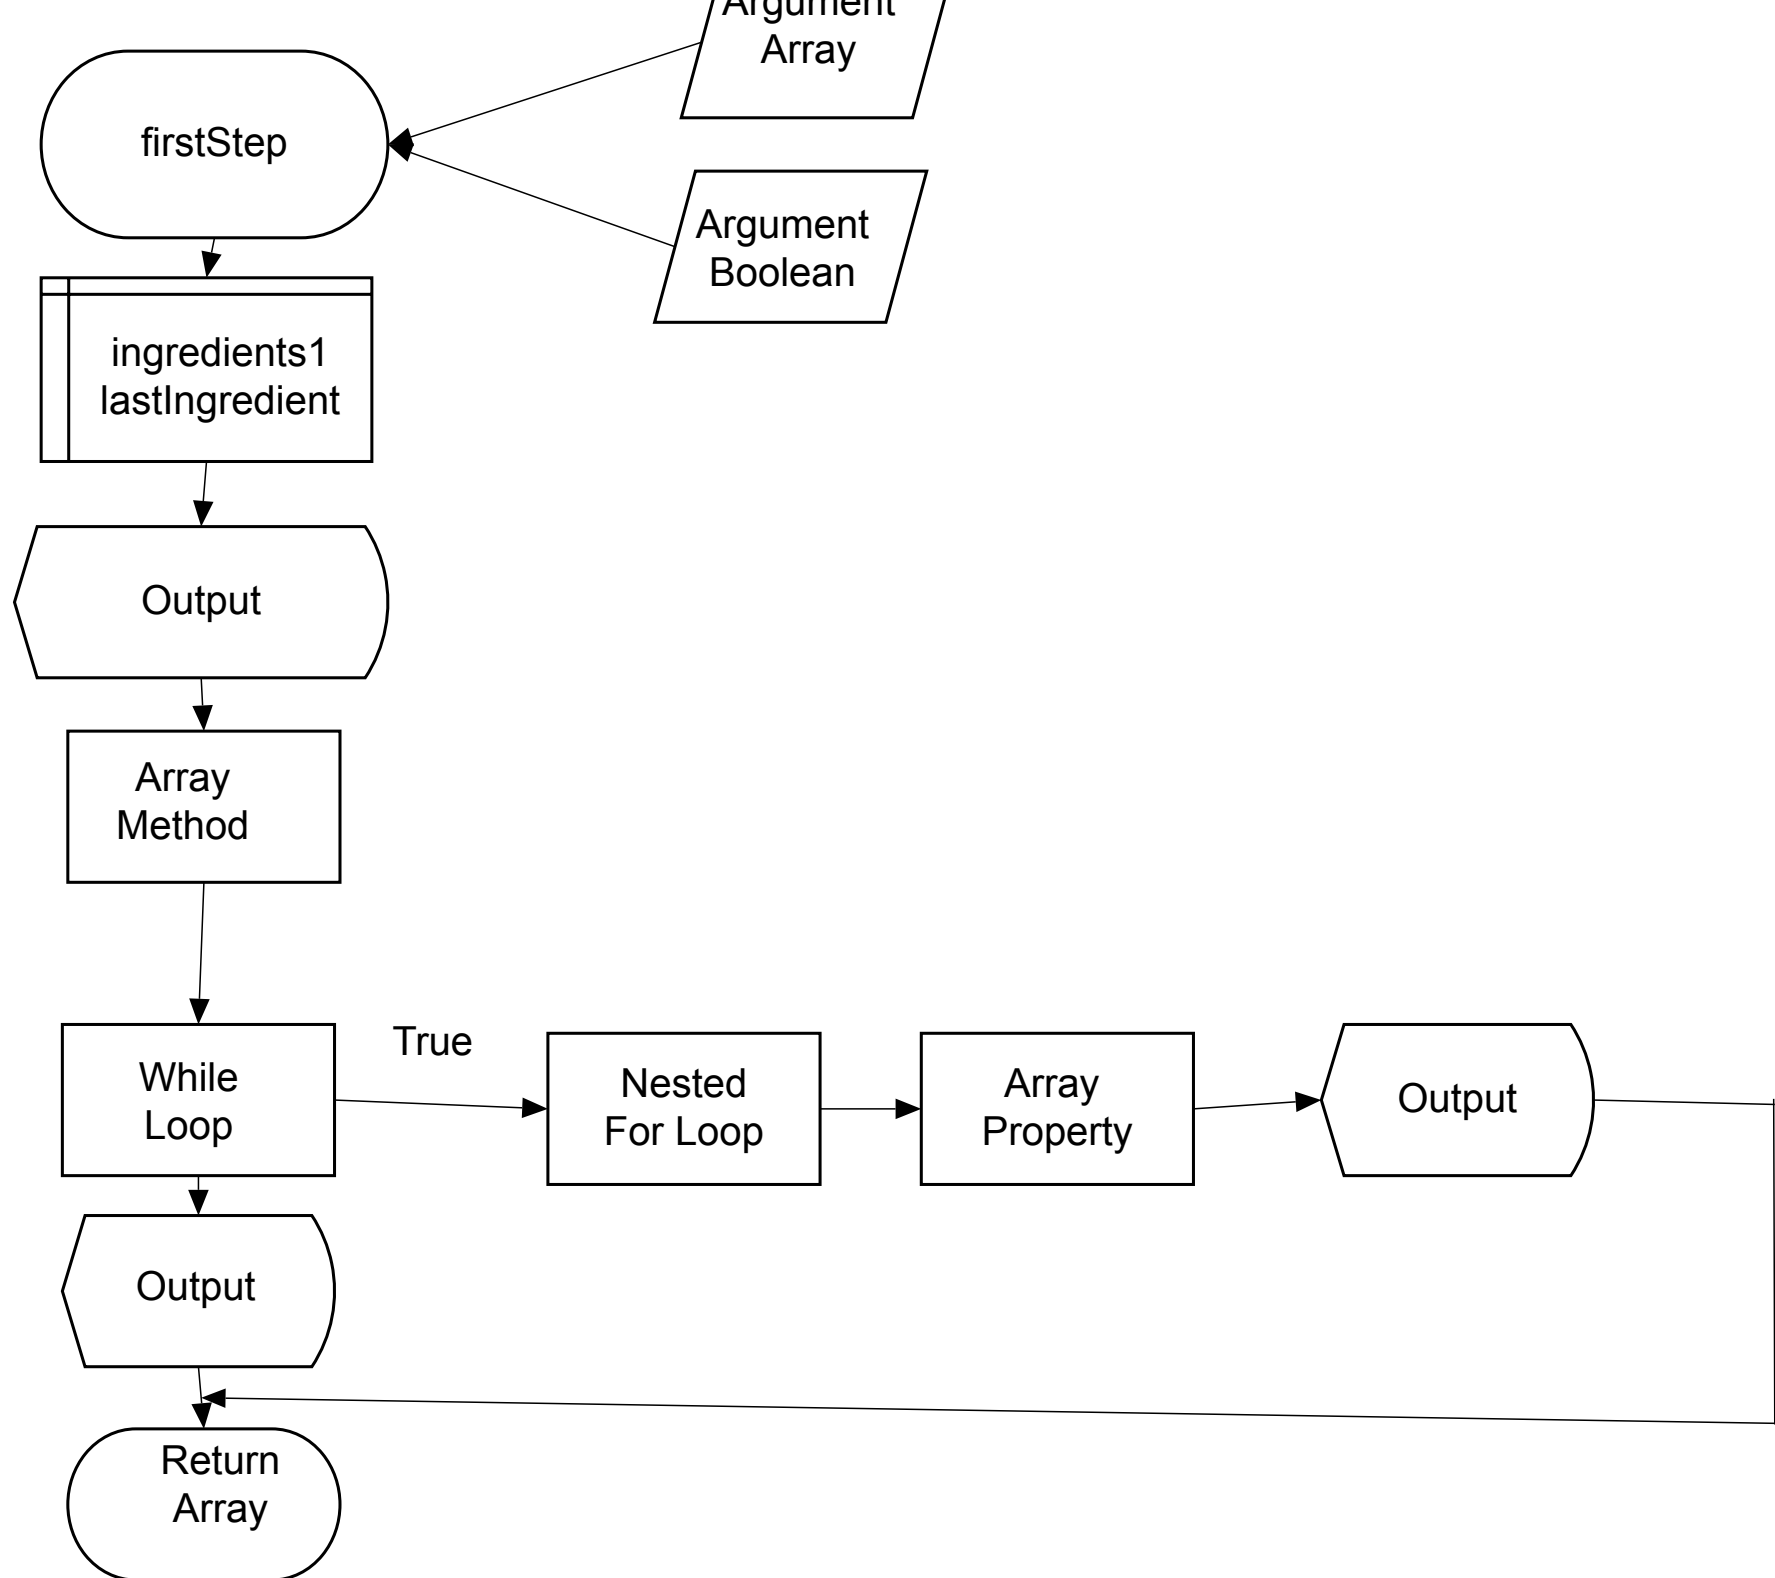 Argument
Array
firstStep
Argument
Boolean
ingredients1
lastIngredient
Output
Array
Method
True
While
Loop
Nested
For Loop
Array
Property
Output
Output
Return
Array